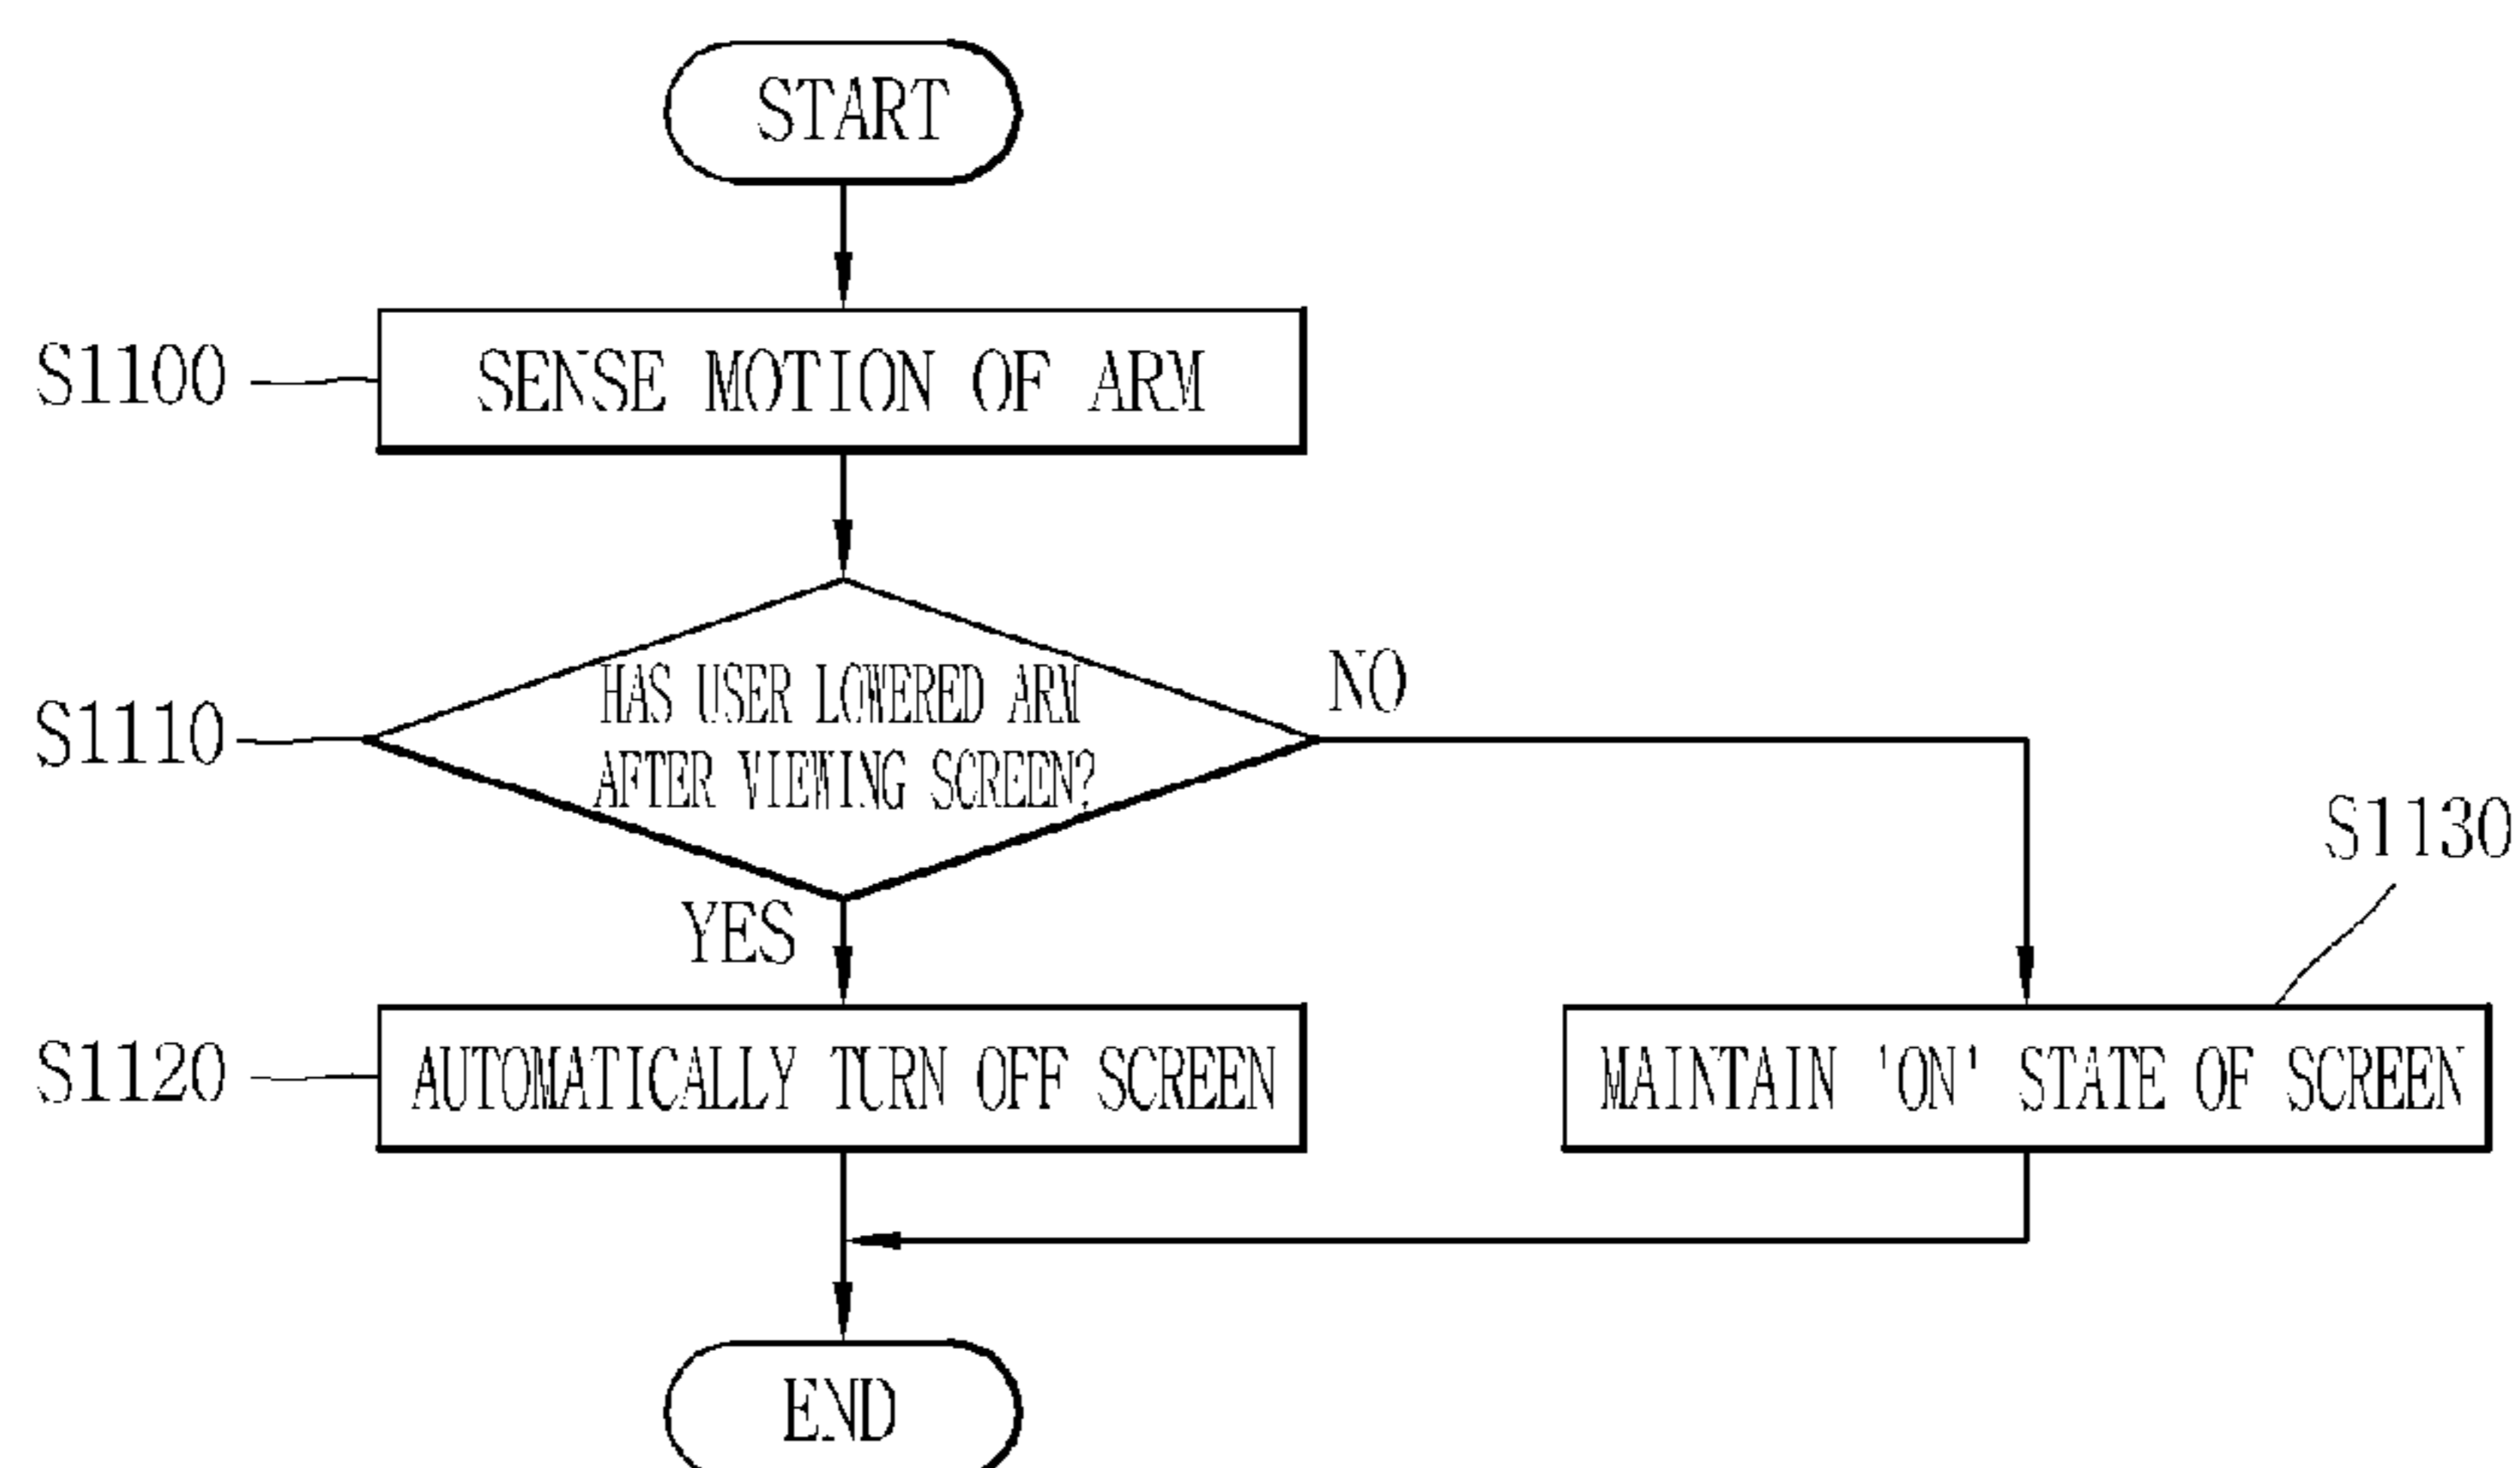 START
S1100
SENSE MOTION OF ARM
S1110
HAS USER LOWERED ARM
AFTER VIEWING SCREEN?
NO
YES
S1130
S1120
AUTOMATICALLY TURN OFF SCREEN
MAINTAIN 'ON' STATE OF SCREEN
END